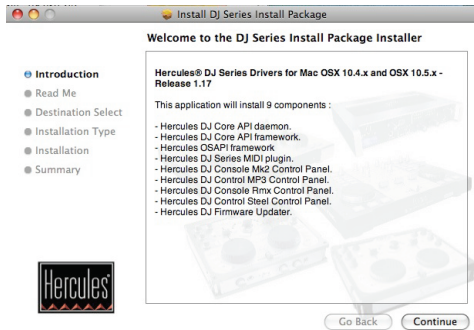 Install DJ Series Install Package
Welcome to the DJ Series Install Package Installer
Introduction
Read Me
Destination Select
Installation Type
Installation
Summary
Hercules® DJ Series Drivers for Mac OSX 10.4.x and OSX 10.5.x -
Release 1.17
This application will install 9 components :
- Hercules DJ Core API daemon.
- Hercules DJ Core API framework.
- Hercules OSAPI framework
- Hercules DJ Series MIDI plugin.
- Hercules DJ Console Mk2 Control Panel.
- Hercules DJ Control MP3 Control Panel.
- Hercules DJ Console Rmx Control Panel.
- Hercules DJ Control Steel Control Panel.
- Hercules DJ Firmware Updater.
Hercules
Go Back
Continue